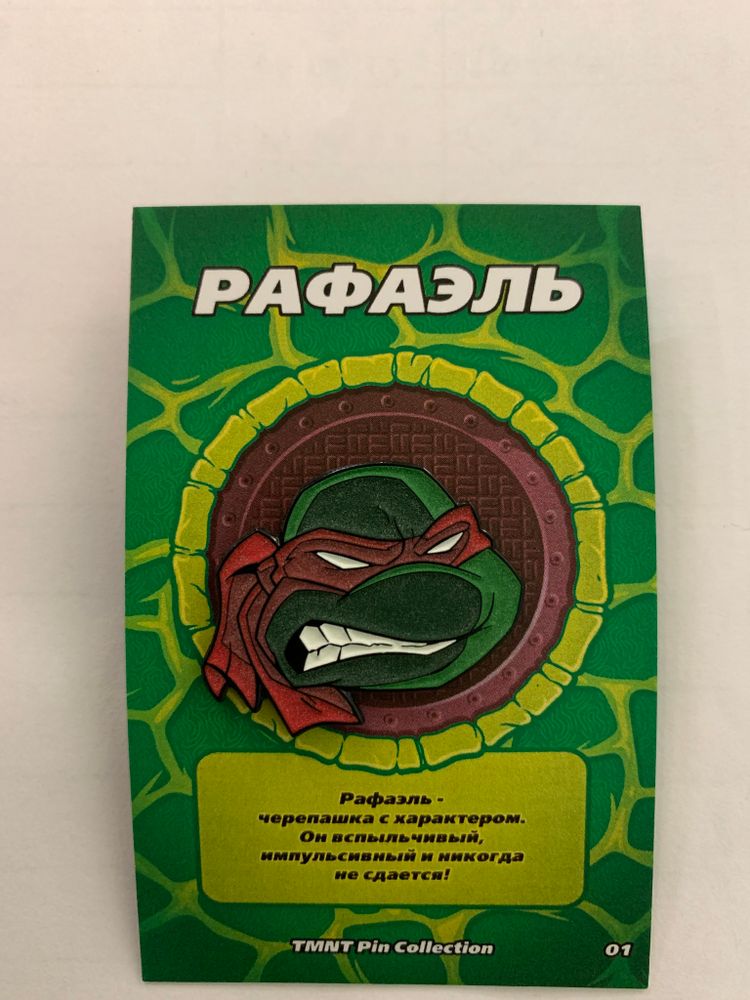 РАФАЭЛЬ
Рафаэль -
черепашка с характером.
Он вспыльчивый,
импульсивный и никогда
не сдается!
TMNT Pin Collection
01